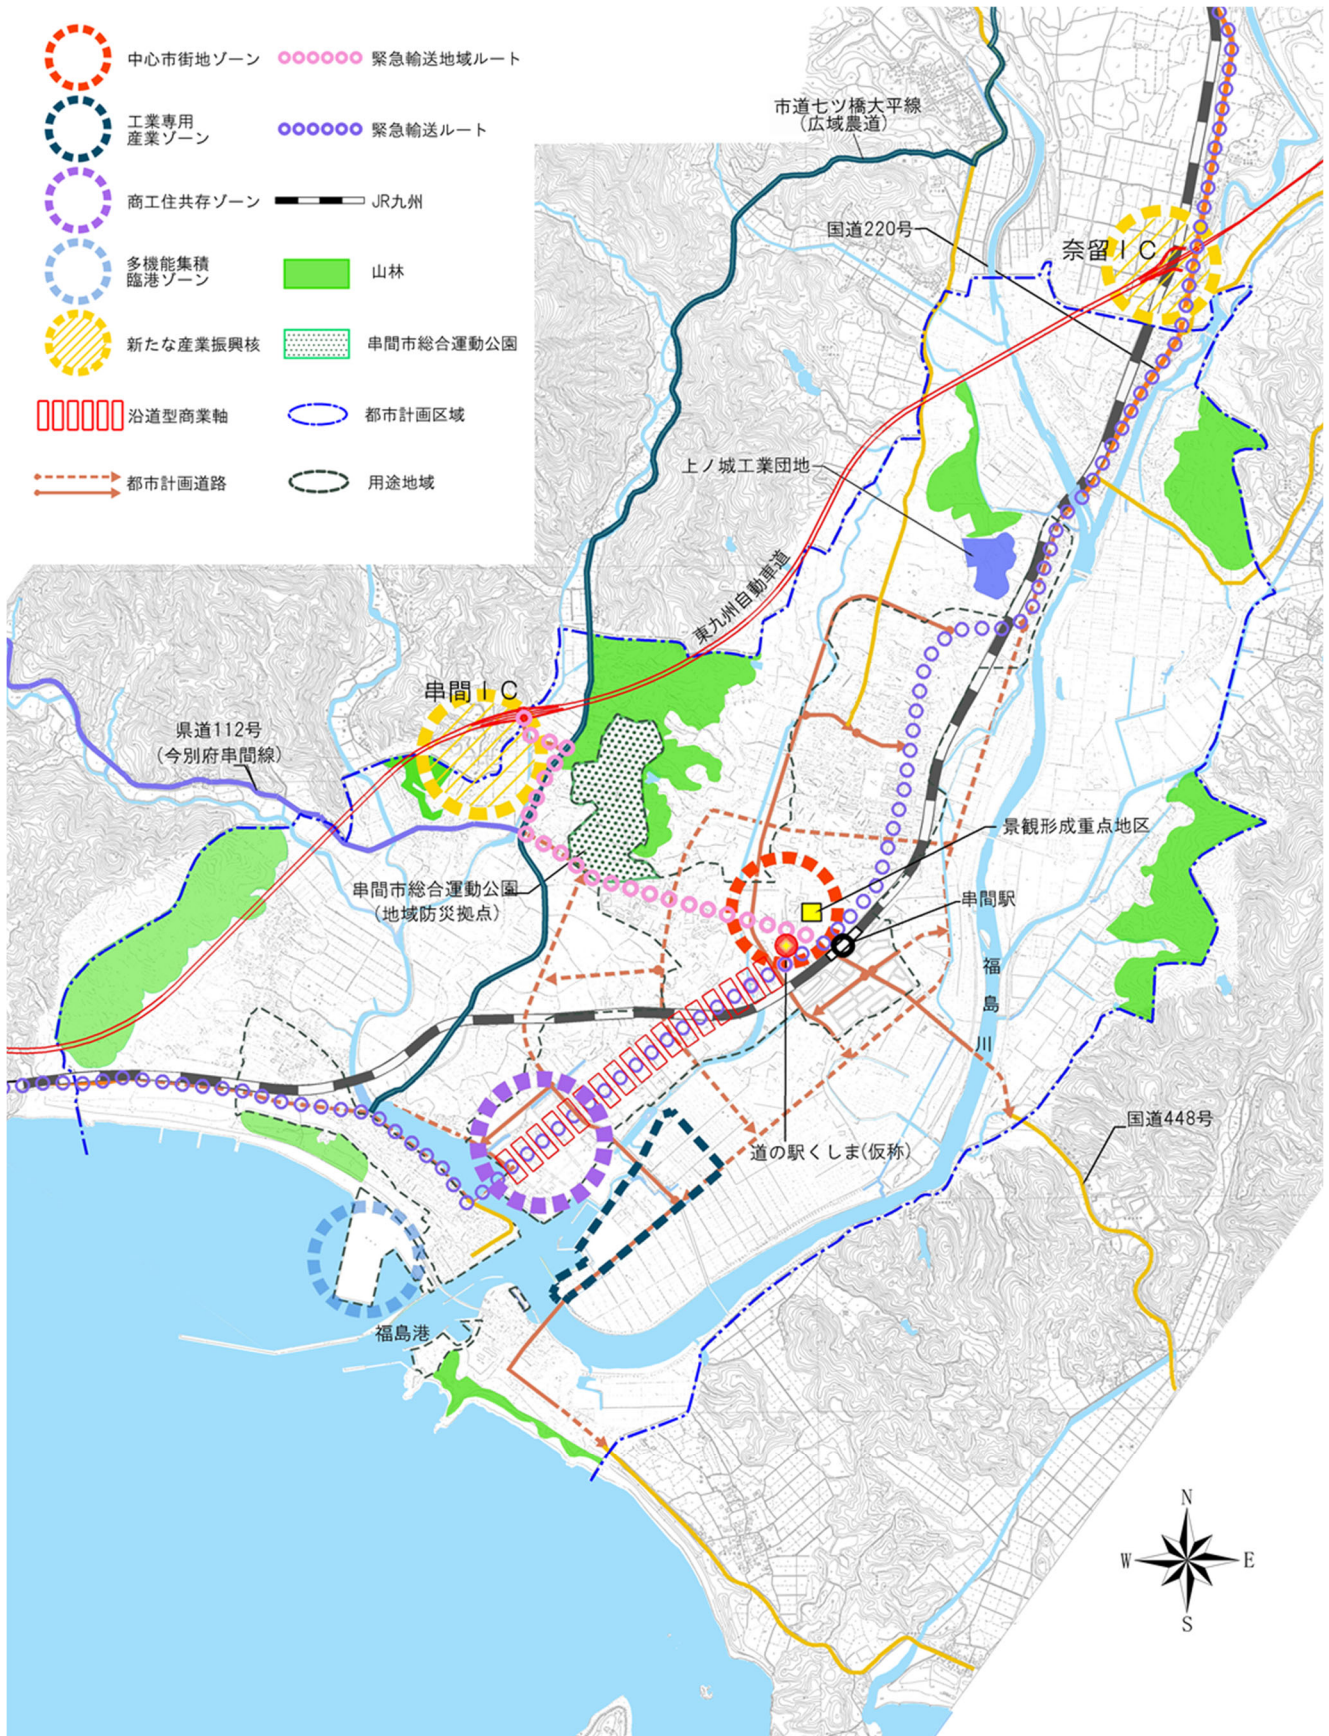 中心市街地ゾーン
緊急輸送地域ルート
工業専用
産業ゾーン
緊急輸送ルート
商工住共存ゾーン
JR九州
多機能集積
臨港ゾーン
山林
新たな産業振興核
串間市総合運動公園
沿道型商業軸
都市計画区域
都市計画道路
用途地域
市道七ツ橋大平線
(広域農道)
国道220号
奈留IC
上ノ城工業団地
東九州自動車道
串間IC
県道112号
(今別府串間線)
景観形成重点地区
串間市総合運動公園
(地域防災拠点)
串間駅
福島川
国道448号
道の駅くしま(仮称)
福島港
N
W
E
S